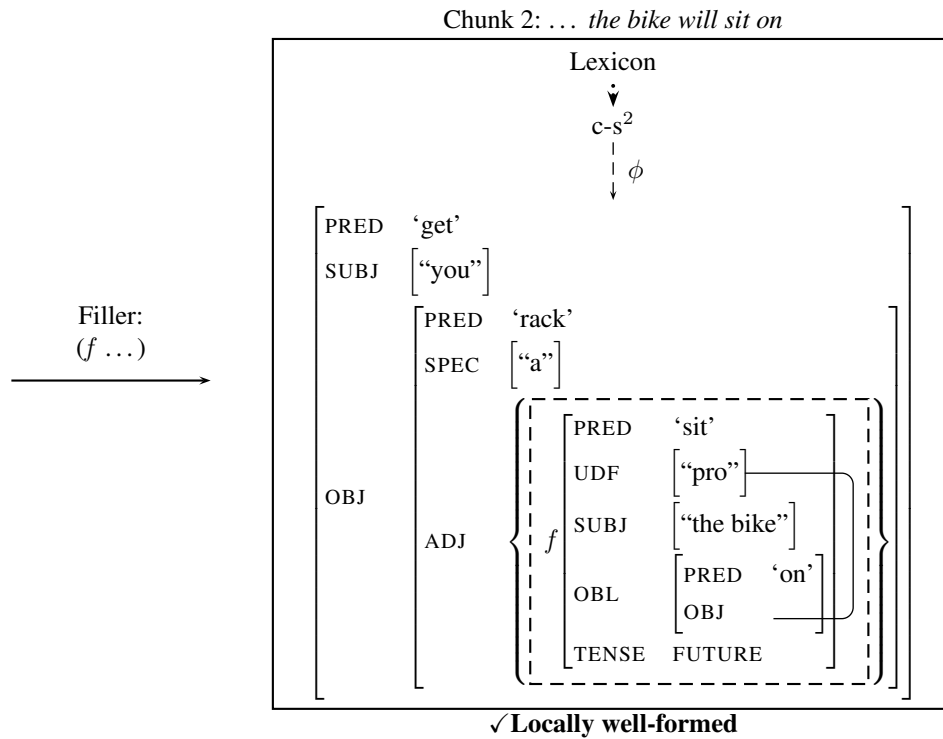 Chunk 2: … the bike will sit on
Lexicon
c-s²
ϕ
PRED ‘get’
SUBJ [“you”]
Filler:
(f …)
PRED ‘rack’
SPEC [“a”]
PRED ‘sit’
UDF [“pro”]
OBJ
SUBJ [“the bike”]
ADJ
f
PRED ‘on’
OBL
OBJ
TENSE FUTURE
✓Locally well-formed